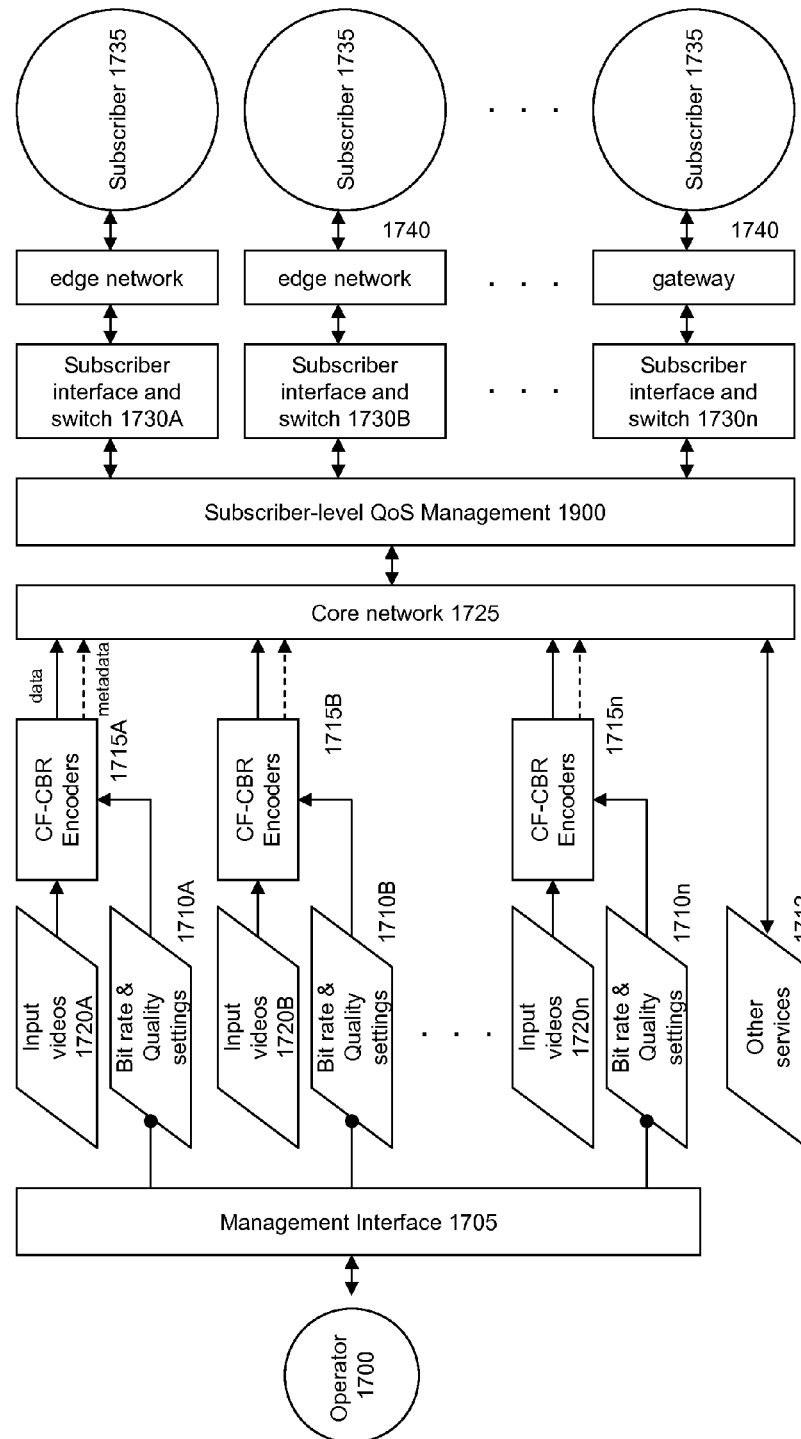 Subscriber 1735
Subscriber 1735
. . .
Subscriber 1735
1740
1740
edge network
edge network
. . .
gateway
Subscriber
interface and
switch 1730A
Subscriber
interface and
switch 1730B
. . .
Subscriber
interface and
switch 1730n
Subscriber-level QoS Management 1900
Core network 1725
data
metadata
CF-CBR
Encoders
1715A
CF-CBR
Encoders
1715B
CF-CBR
Encoders
1715n
Input
videos
1720A
Bit rate &
Quality
settings
1710A
Input
videos
1720B
Bit rate &
Quality
settings
1710B
. . .
Input
videos
1720n
Bit rate &
Quality
settings
1710n
Other
services
Management Interface 1705
Operator
1700